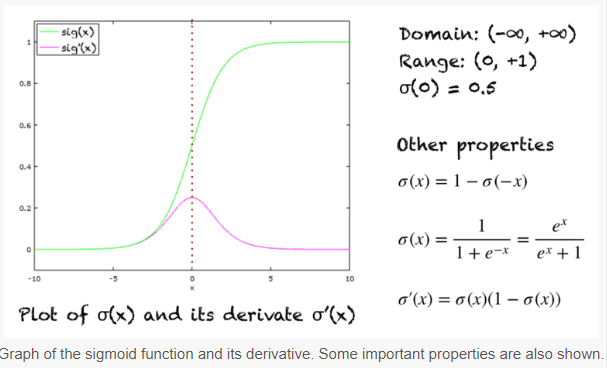 sig(x)
sig'(x)
1
0.8
0.6
0.4
0.2
0
-10 -5 0 5 10
x
Plot of σ(x) and its derivate σ'(x)
Domain: (-∞, +∞)
Range: (0, +1)
σ(0) = 0.5
Other properties
σ(x) = 1 − σ(−x)
σ(x) = 1 / (1 + e^−x) = e^x / (e^x + 1)
σ′(x) = σ(x)(1 − σ(x))
Graph of the sigmoid function and its derivative. Some important properties are also shown.